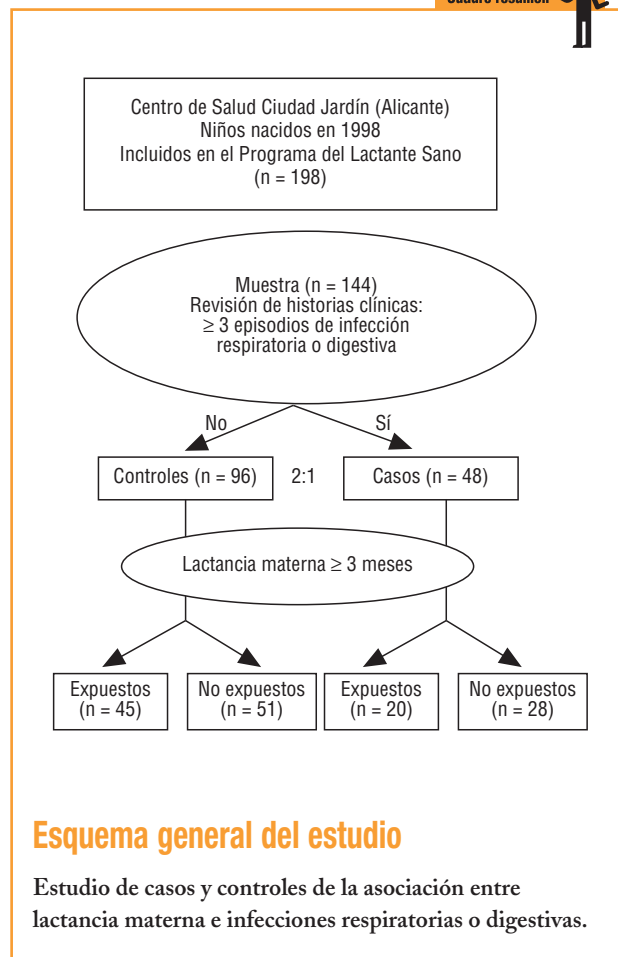 Cuadro resumen
Centro de Salud Ciudad Jardín (Alicante)
Niños nacidos en 1998
Incluidos en el Programa del Lactante Sano
(n = 198)
Muestra (n = 144)
Revisión de historias clínicas:
≥ 3 episodios de infección
respiratoria o digestiva
No
Sí
Controles (n = 96)
2:1
Casos (n = 48)
Lactancia materna ≥ 3 meses
Expuestos
(n = 45)
No expuestos
(n = 51)
Expuestos
(n = 20)
No expuestos
(n = 28)
Esquema general del estudio
Estudio de casos y controles de la asociación entre
lactancia materna e infecciones respiratorias o digestivas.